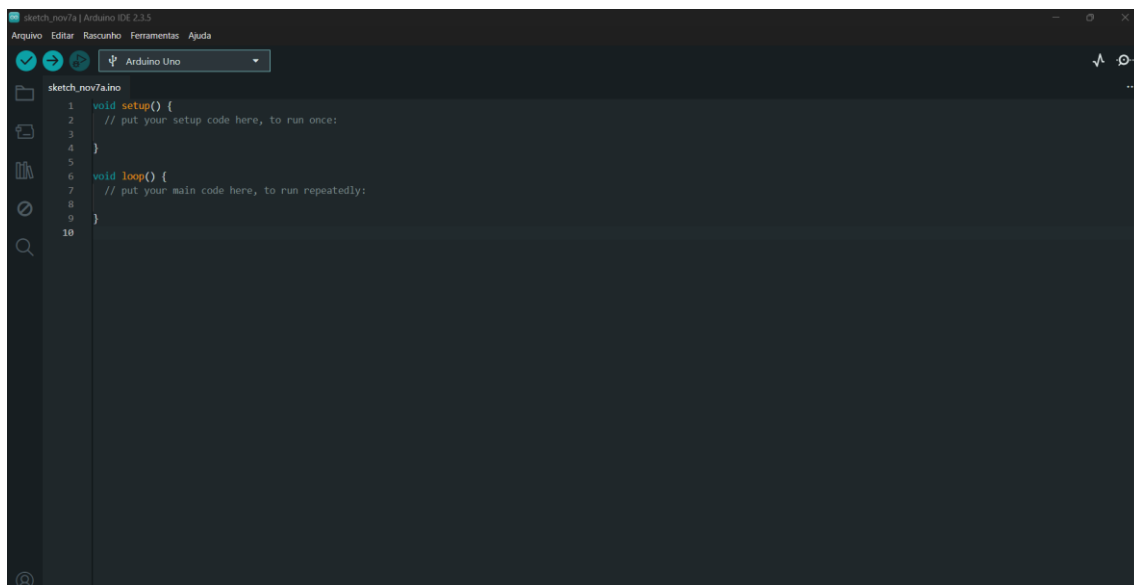 sketch_nov7a | Arduino IDE 2.3.5
Arquivo Editar Rascunho Ferramentas Ajuda
Arduino Uno
sketch_nov7a.ino
1 void setup() {
2 // put your setup code here, to run once:
3
4 }
5
6 void loop() {
7 // put your main code here, to run repeatedly:
8
9 }
10